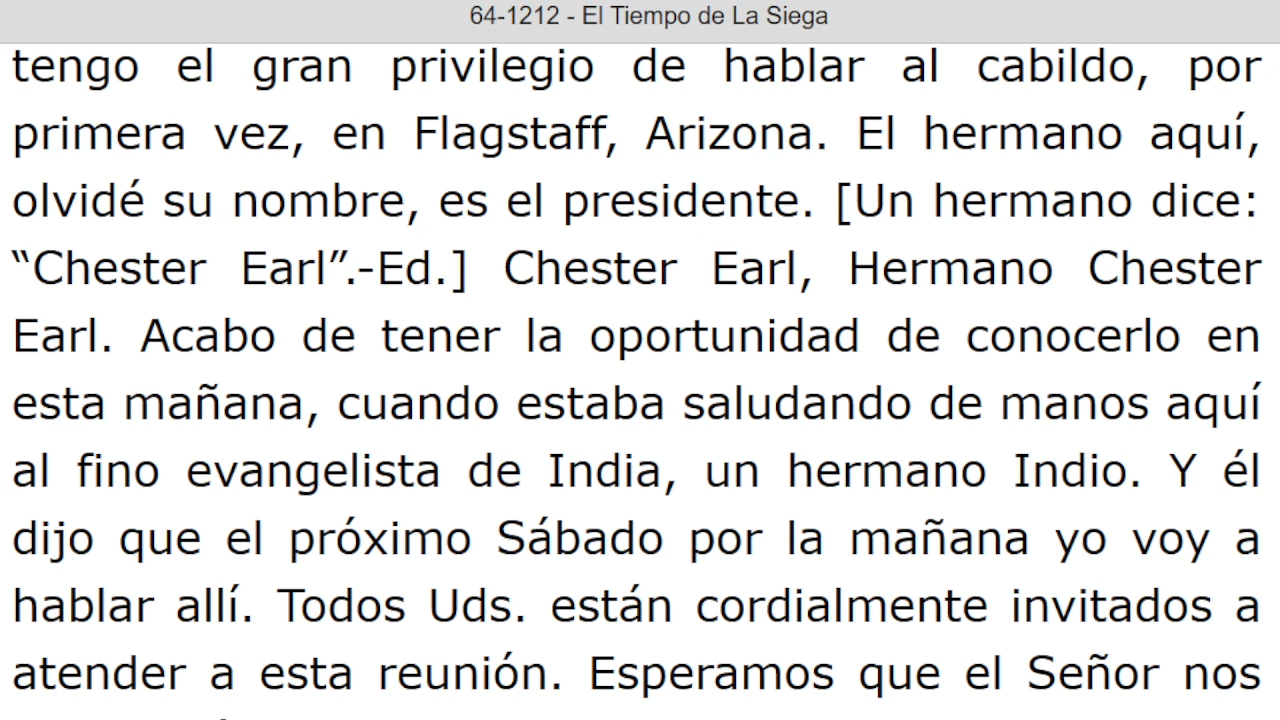 64-1212 - El Tiempo de La Siega
tengo el gran privilegio de hablar al cabildo, por
primera vez, en Flagstaff, Arizona. El hermano aquí,
olvidé su nombre, es el presidente. [Un hermano dice:
“Chester Earl”.-Ed.] Chester Earl, Hermano Chester
Earl. Acabo de tener la oportunidad de conocerlo en
esta mañana, cuando estaba saludando de manos aquí
al fino evangelista de India, un hermano Indio. Y él
dijo que el próximo Sábado por la mañana yo voy a
hablar allí. Todos Uds. están cordialmente invitados a
atender a esta reunión. Esperamos que el Señor nos